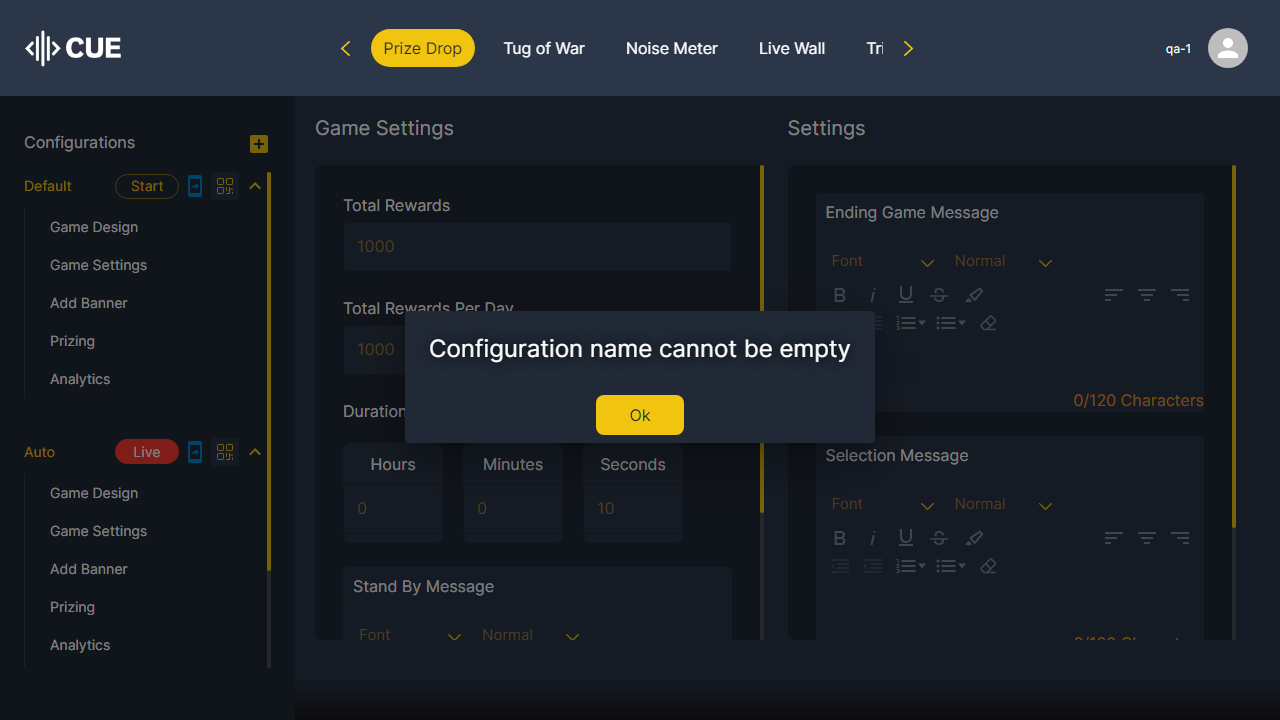 CUE
Prize Drop
Tug of War
Noise Meter
Live Wall
Tri
qa-1
Configurations
Default
Start
Game Design
Game Settings
Add Banner
Prizing
Analytics
Auto
Live
Game Design
Game Settings
Add Banner
Prizing
Analytics
Game Settings
Total Rewards
1000
Total Rewards Per Day
1000
Duration
Hours
Minutes
Seconds
0
0
10
Stand By Message
Font
Normal
Configuration name cannot be empty
Ok
Settings
Ending Game Message
Font
Normal
0/120 Characters
Selection Message
Font
Normal
0/120 Characters